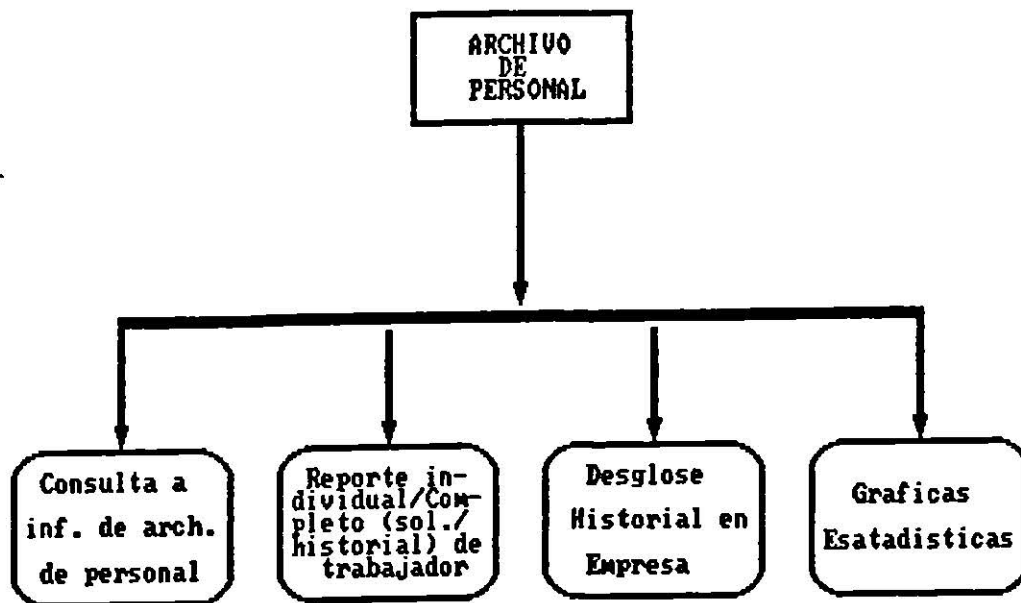 ARCHIVO
DE
PERSONAL
Consulta a
inf. de arch.
de personal
Reporte in-
dividual/Com-
pleto (sol./
historial) de
trabajador
Desglose
Historial en
Empresa
Graficas
Esatadisticas